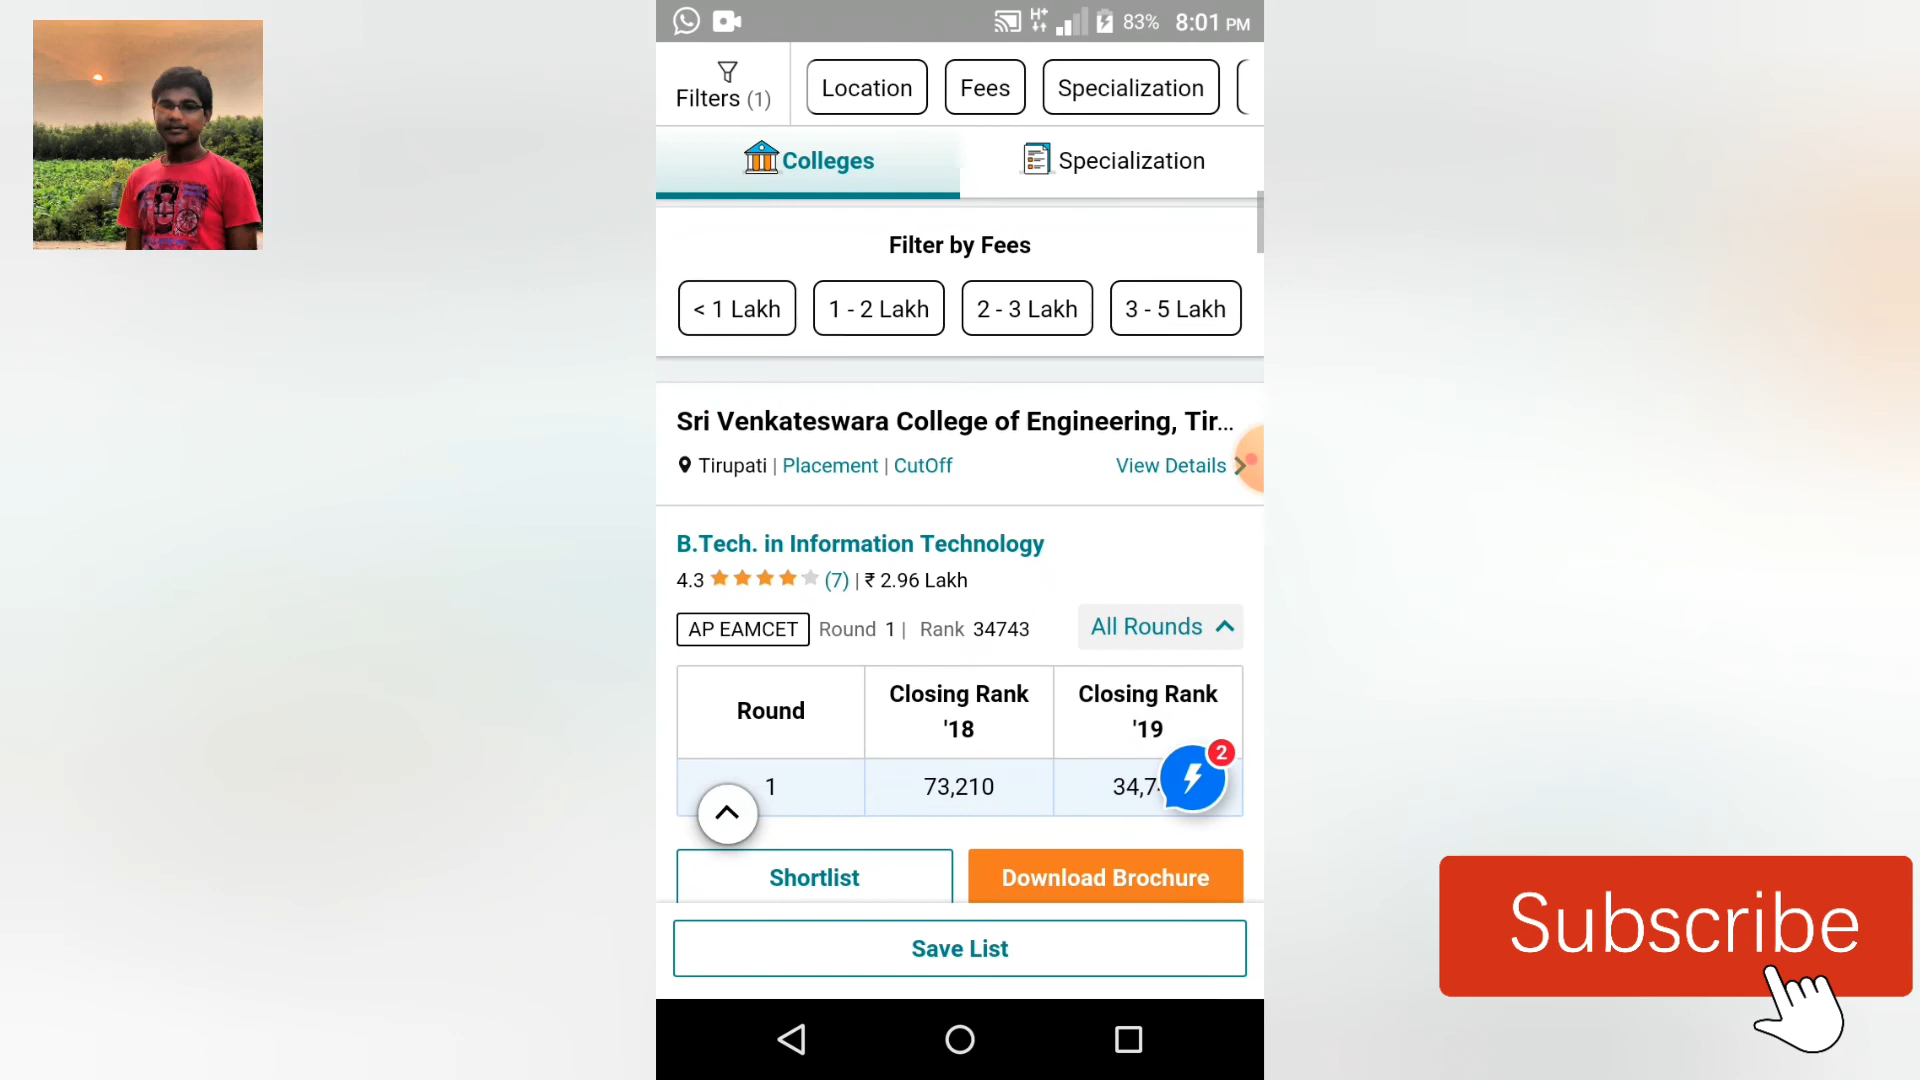 83% 8:01 PM
Filters (1)
Location
Fees
Specialization
Colleges
Specialization
Filter by Fees
< 1 Lakh
1 - 2 Lakh
2 - 3 Lakh
3 - 5 Lakh
Sri Venkateswara College of Engineering, Tir...
Tirupati | Placement | CutOff
View Details
B.Tech. in Information Technology
4.3 (7) | ₹ 2.96 Lakh
AP EAMCET Round 1 | Rank 34743
All Rounds
Round
Closing Rank '18
Closing Rank '19
2
1
73,210
34,7
Shortlist
Download Brochure
Save List
Subscribe